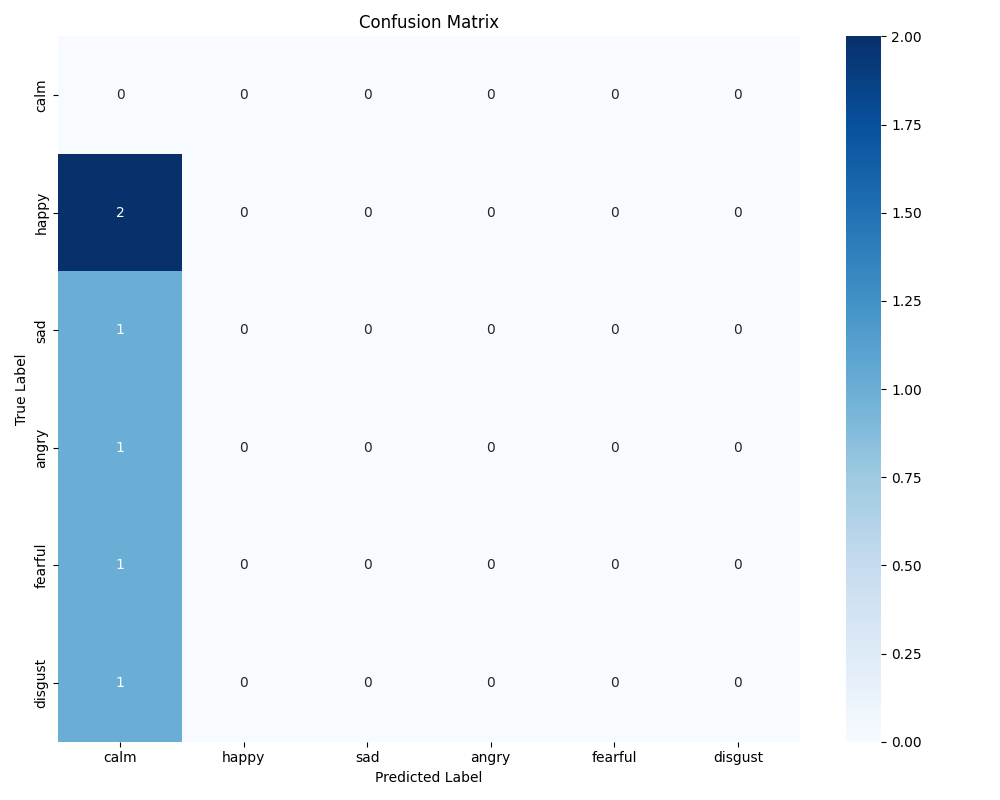 Confusion Matrix
calm 0 0 0 0 0 0
happy 2 0 0 0 0 0
sad 1 0 0 0 0 0
angry 1 0 0 0 0 0
fearful 1 0 0 0 0 0
disgust 1 0 0 0 0 0
True Label
calm happy sad angry fearful disgust
Predicted Label
2.00
1.75
1.50
1.25
1.00
0.75
0.50
0.25
0.00